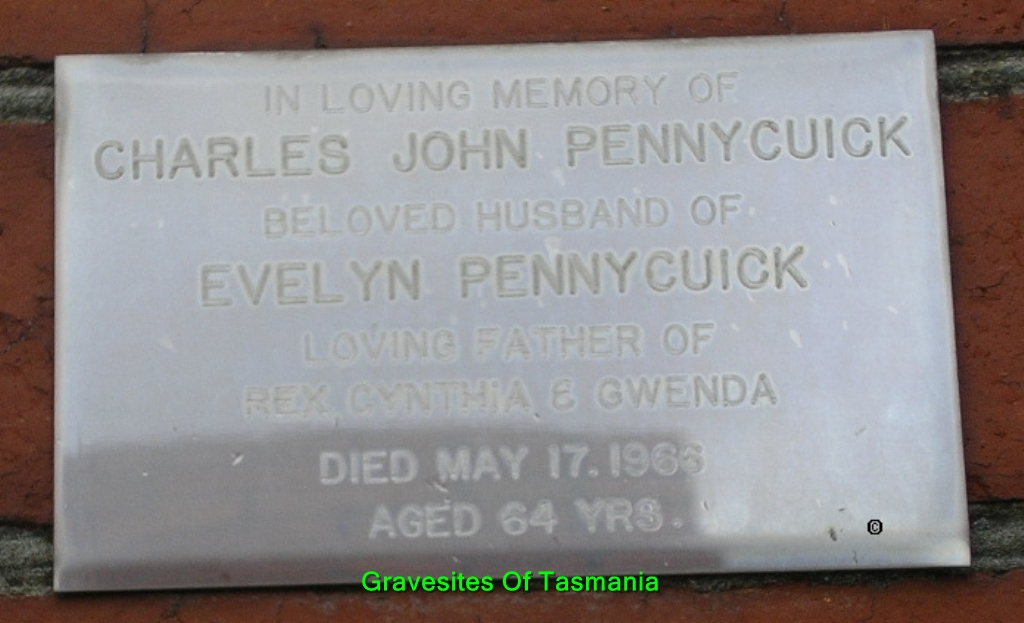 IN LOVING MEMORY OF
CHARLES JOHN PENNYCUICK
BELOVED HUSBAND OF
EVELYN PENNYCUICK
LOVING FATHER OF
REX CYNTHIA & GWENDA
DIED MAY 17. 1966
AGED 64 YRS.
©
Gravesites Of Tasmania